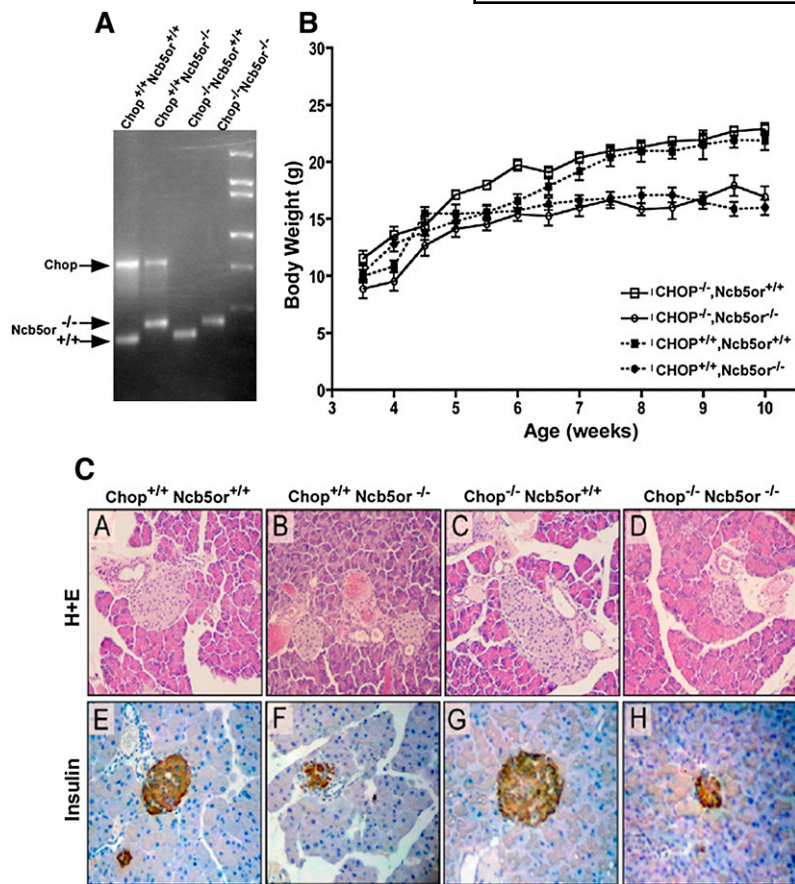 A
Chop+/+Ncb5or+/+
Chop+/+Ncb5or-/-
Chop-/-Ncb5or+/+
Chop-/-Ncb5or-/-
Chop
Ncb5or
-/-
+/+
B
Body Weight (g)
30
25
20
15
10
5
0
3
4
5
6
7
8
9
10
Age (weeks)
CHOP-/-,Ncb5or+/+
CHOP-/-,Ncb5or-/-
CHOP+/+,Ncb5or+/+
CHOP+/+,Ncb5or-/-
C
Chop+/+ Ncb5or+/+
Chop+/+ Ncb5or -/-
Chop-/- Ncb5or+/+
Chop-/- Ncb5or -/-
H+E
A
B
C
D
Insulin
E
F
G
H